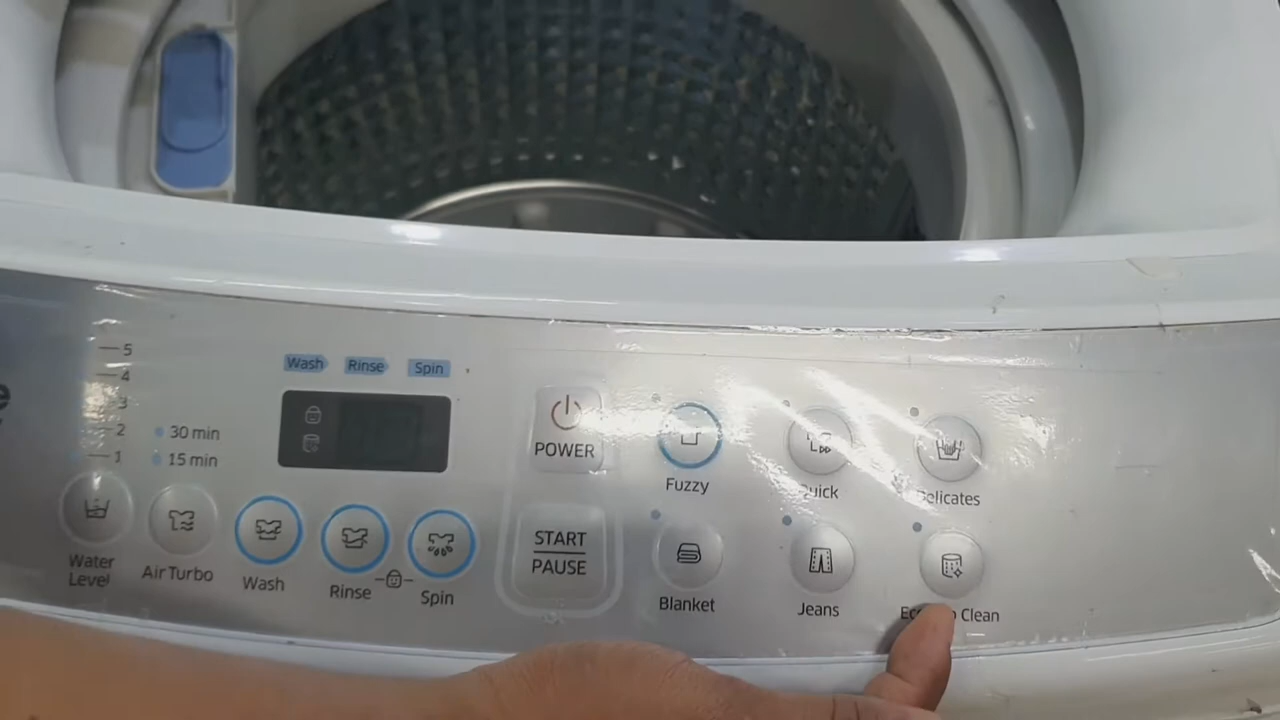 5
4
3
2
1
30 min
15 min
Wash
Rinse
Spin
POWER
START
PAUSE
Water
Level
Air Turbo
Wash
Rinse
Spin
Fuzzy
Delicates
Blanket
Jeans
Clean